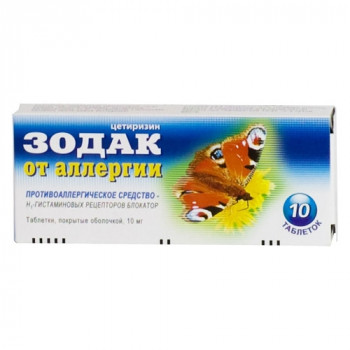 цетиризин
ЗОДАК
от аллергии
ПРОТИВОАЛЛЕРГИЧЕСКОЕ СРЕДСТВО -
H₁-ГИСТАМИНОВЫХ РЕЦЕПТОРОВ БЛОКАТОР
Таблетки, покрытые оболочкой, 10 мг
10
ТАБЛЕТОК